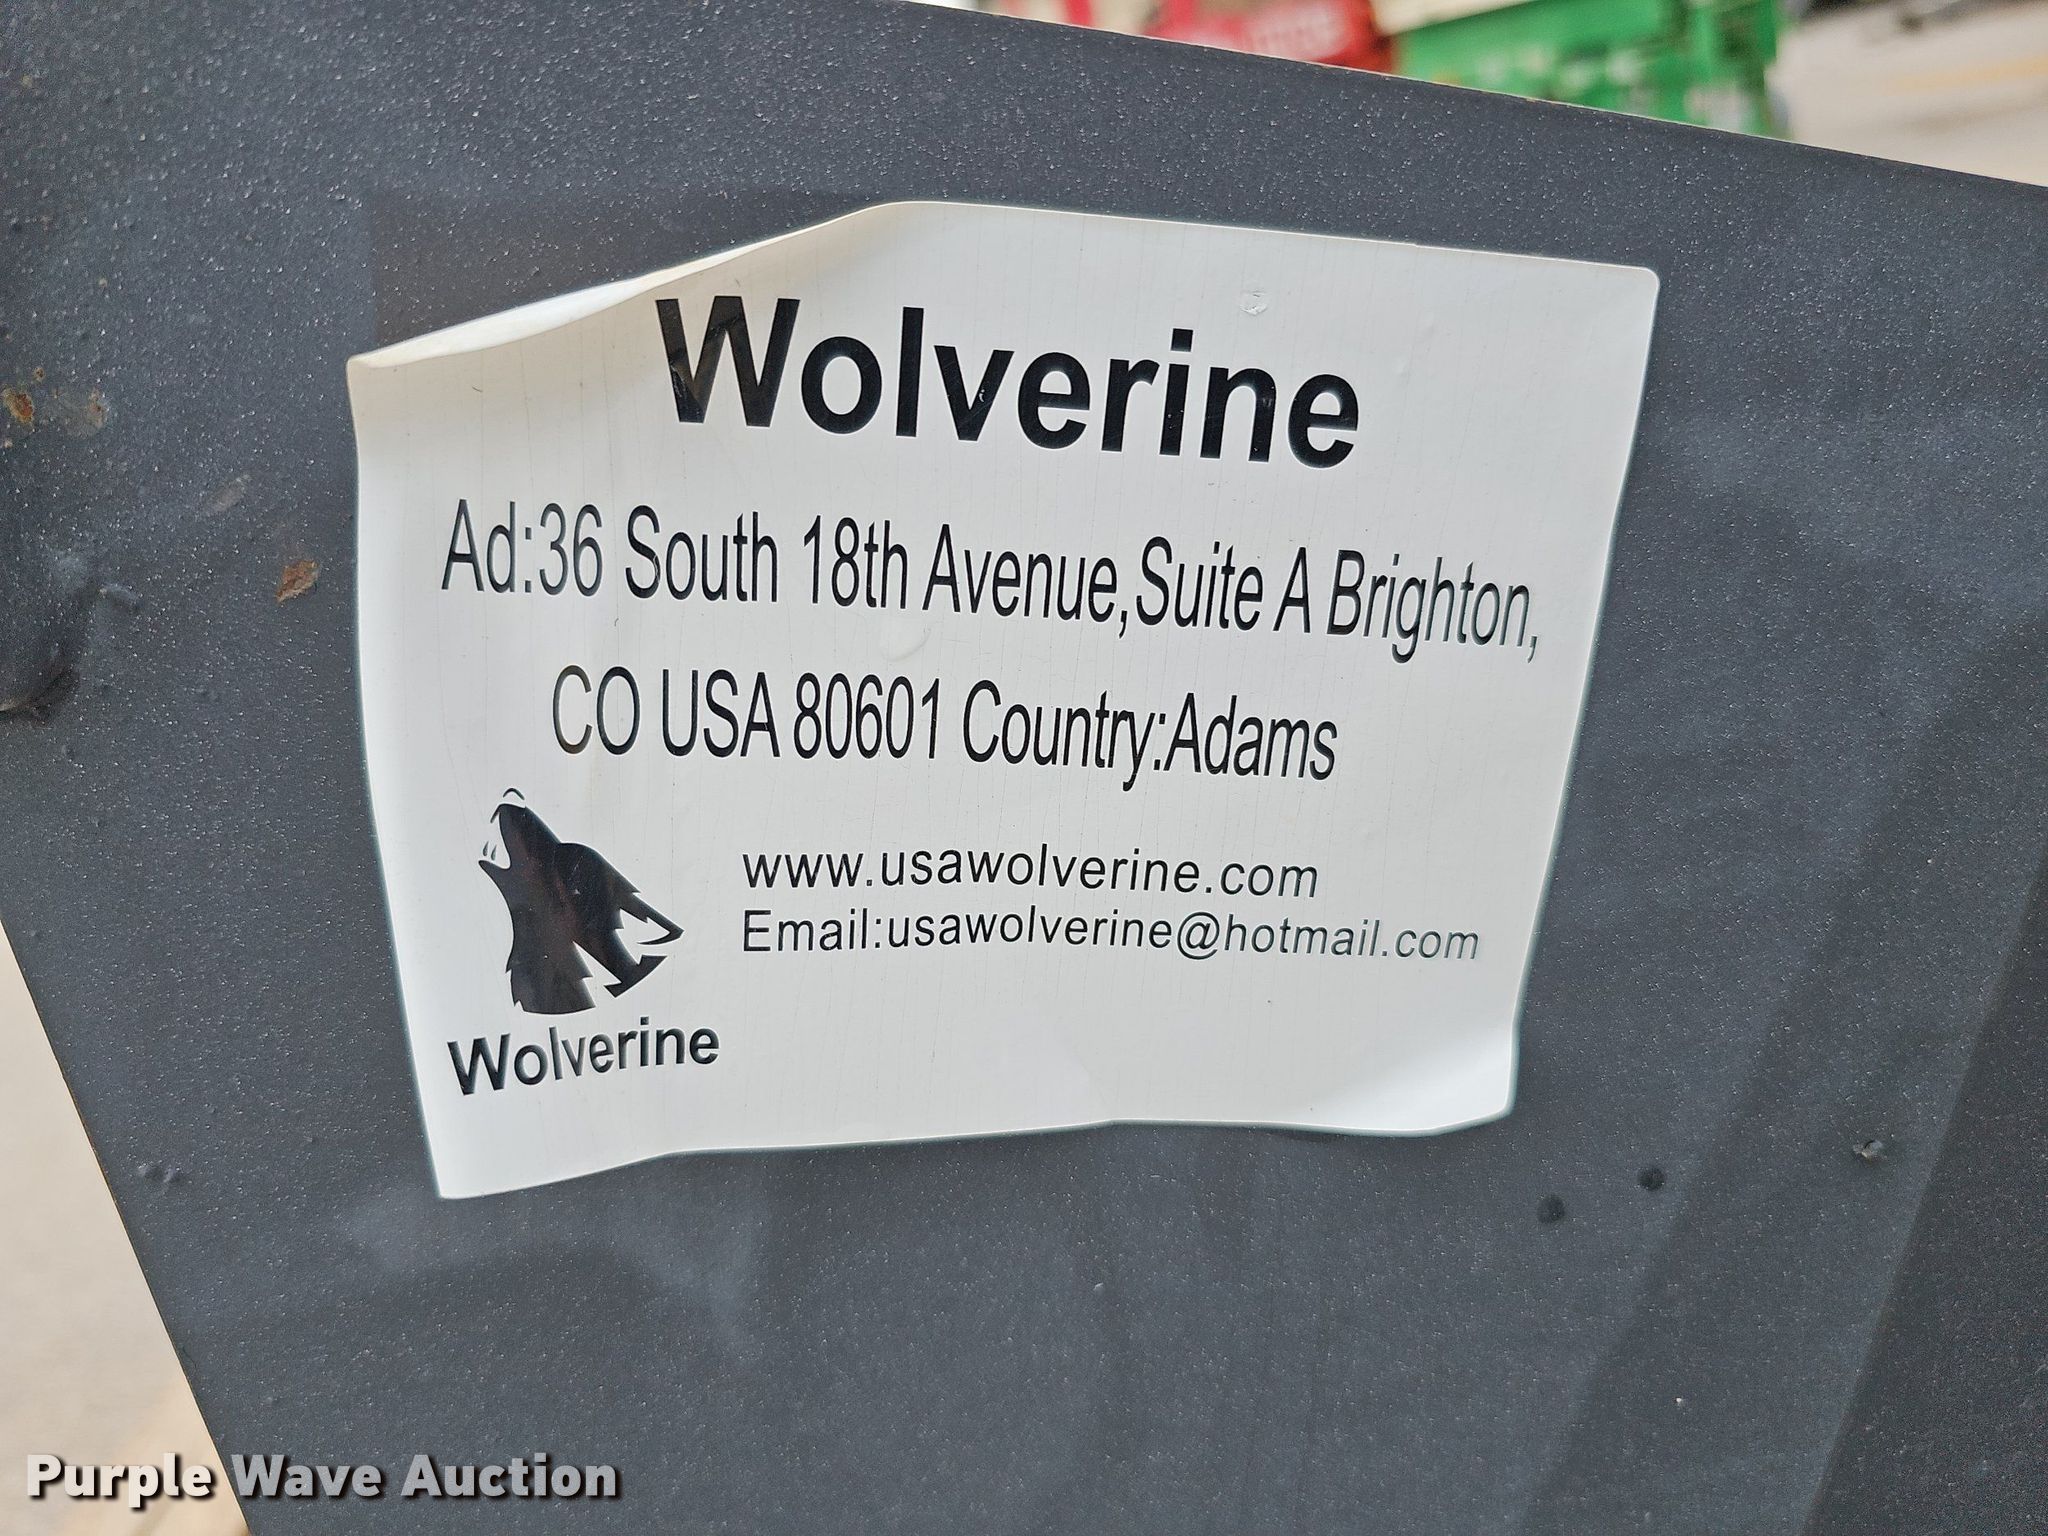 Wolverine
Ad:36 South 18th Avenue,Suite A Brighton,
CO USA 80601 Country:Adams
www.usawolverine.com
Email:usawolverine@hotmail.com
Wolverine
Purple Wave Auction